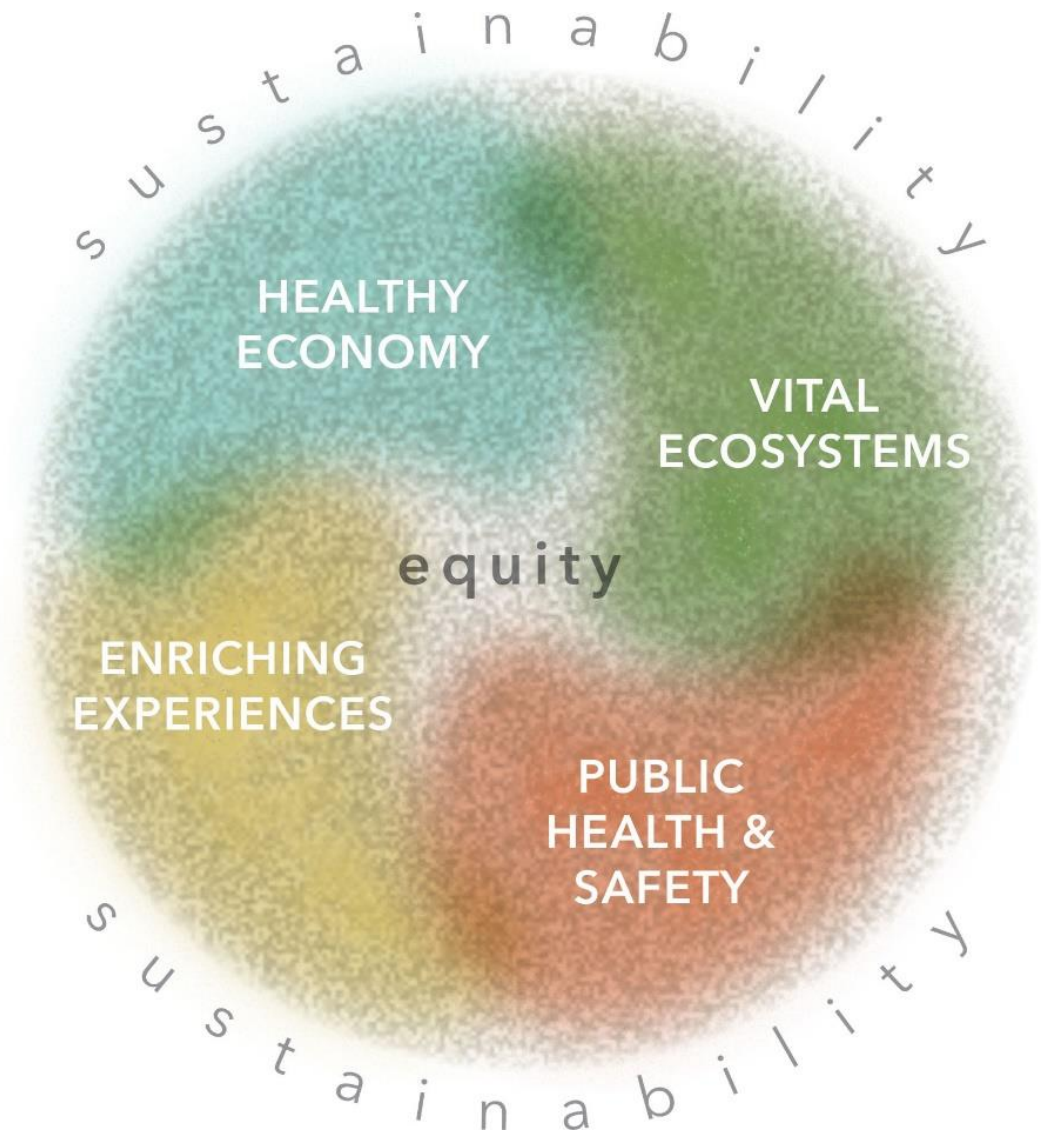 sustainability
HEALTHY
ECONOMY
VITAL
ECOSYSTEMS
equity
ENRICHING
EXPERIENCES
PUBLIC
HEALTH &
SAFETY
sustainability